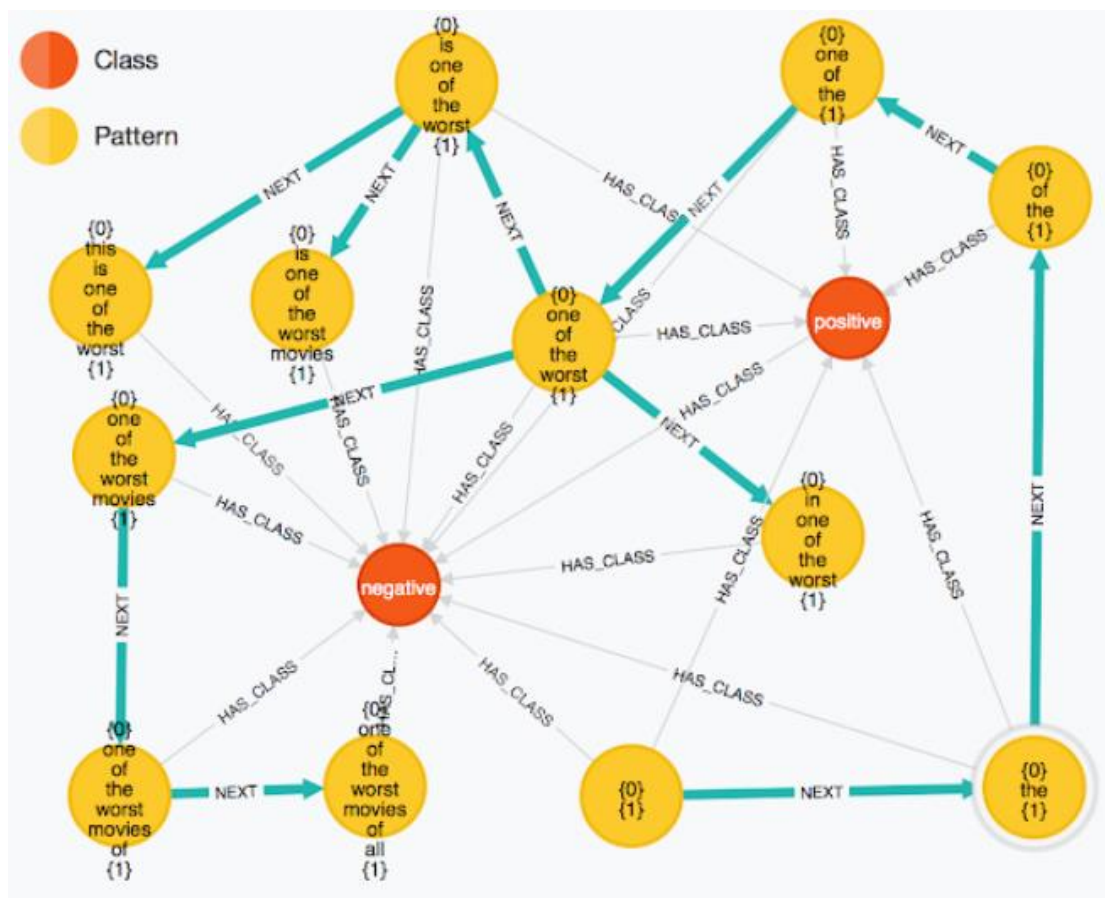 Class
Pattern
{0}
is
one
of
the
worst
{1}
{0}
one
of
the
{1}
{0}
of
the
{1}
NEXT
NEXT
NEXT
NEXT
NEXT
HAS_CLASS
HAS_CLAS
HAS_CLASS
{0}
this
is
one
of
the
worst
{1}
{0}
is
one
of
the
worst
movies
{1}
{0}
one
of
the
worst
{1}
positive
CLASS
HAS_CLASS
HAS_CLASS
HAS_CLASS
NEXT
NEXT
{0}
one
of
the
worst
movies
{1}
HAS_CLASS
HAS_CLASS
HAS_CLASS
HAS_CLASS
{0}
in
one
of
the
worst
{1}
HAS_CLASS
negative
HAS_CLASS
HAS_CLASS
HAS_CLASS
NEXT
NEXT
HAS_CLASS
HAS_CL...
HAS_CLASS
{0}
one
of
the
worst
movies
of
{1}
NEXT
{0}
one
of
the
worst
movies
of
all
{1}
{0}
{1}
NEXT
{0}
the
{1}